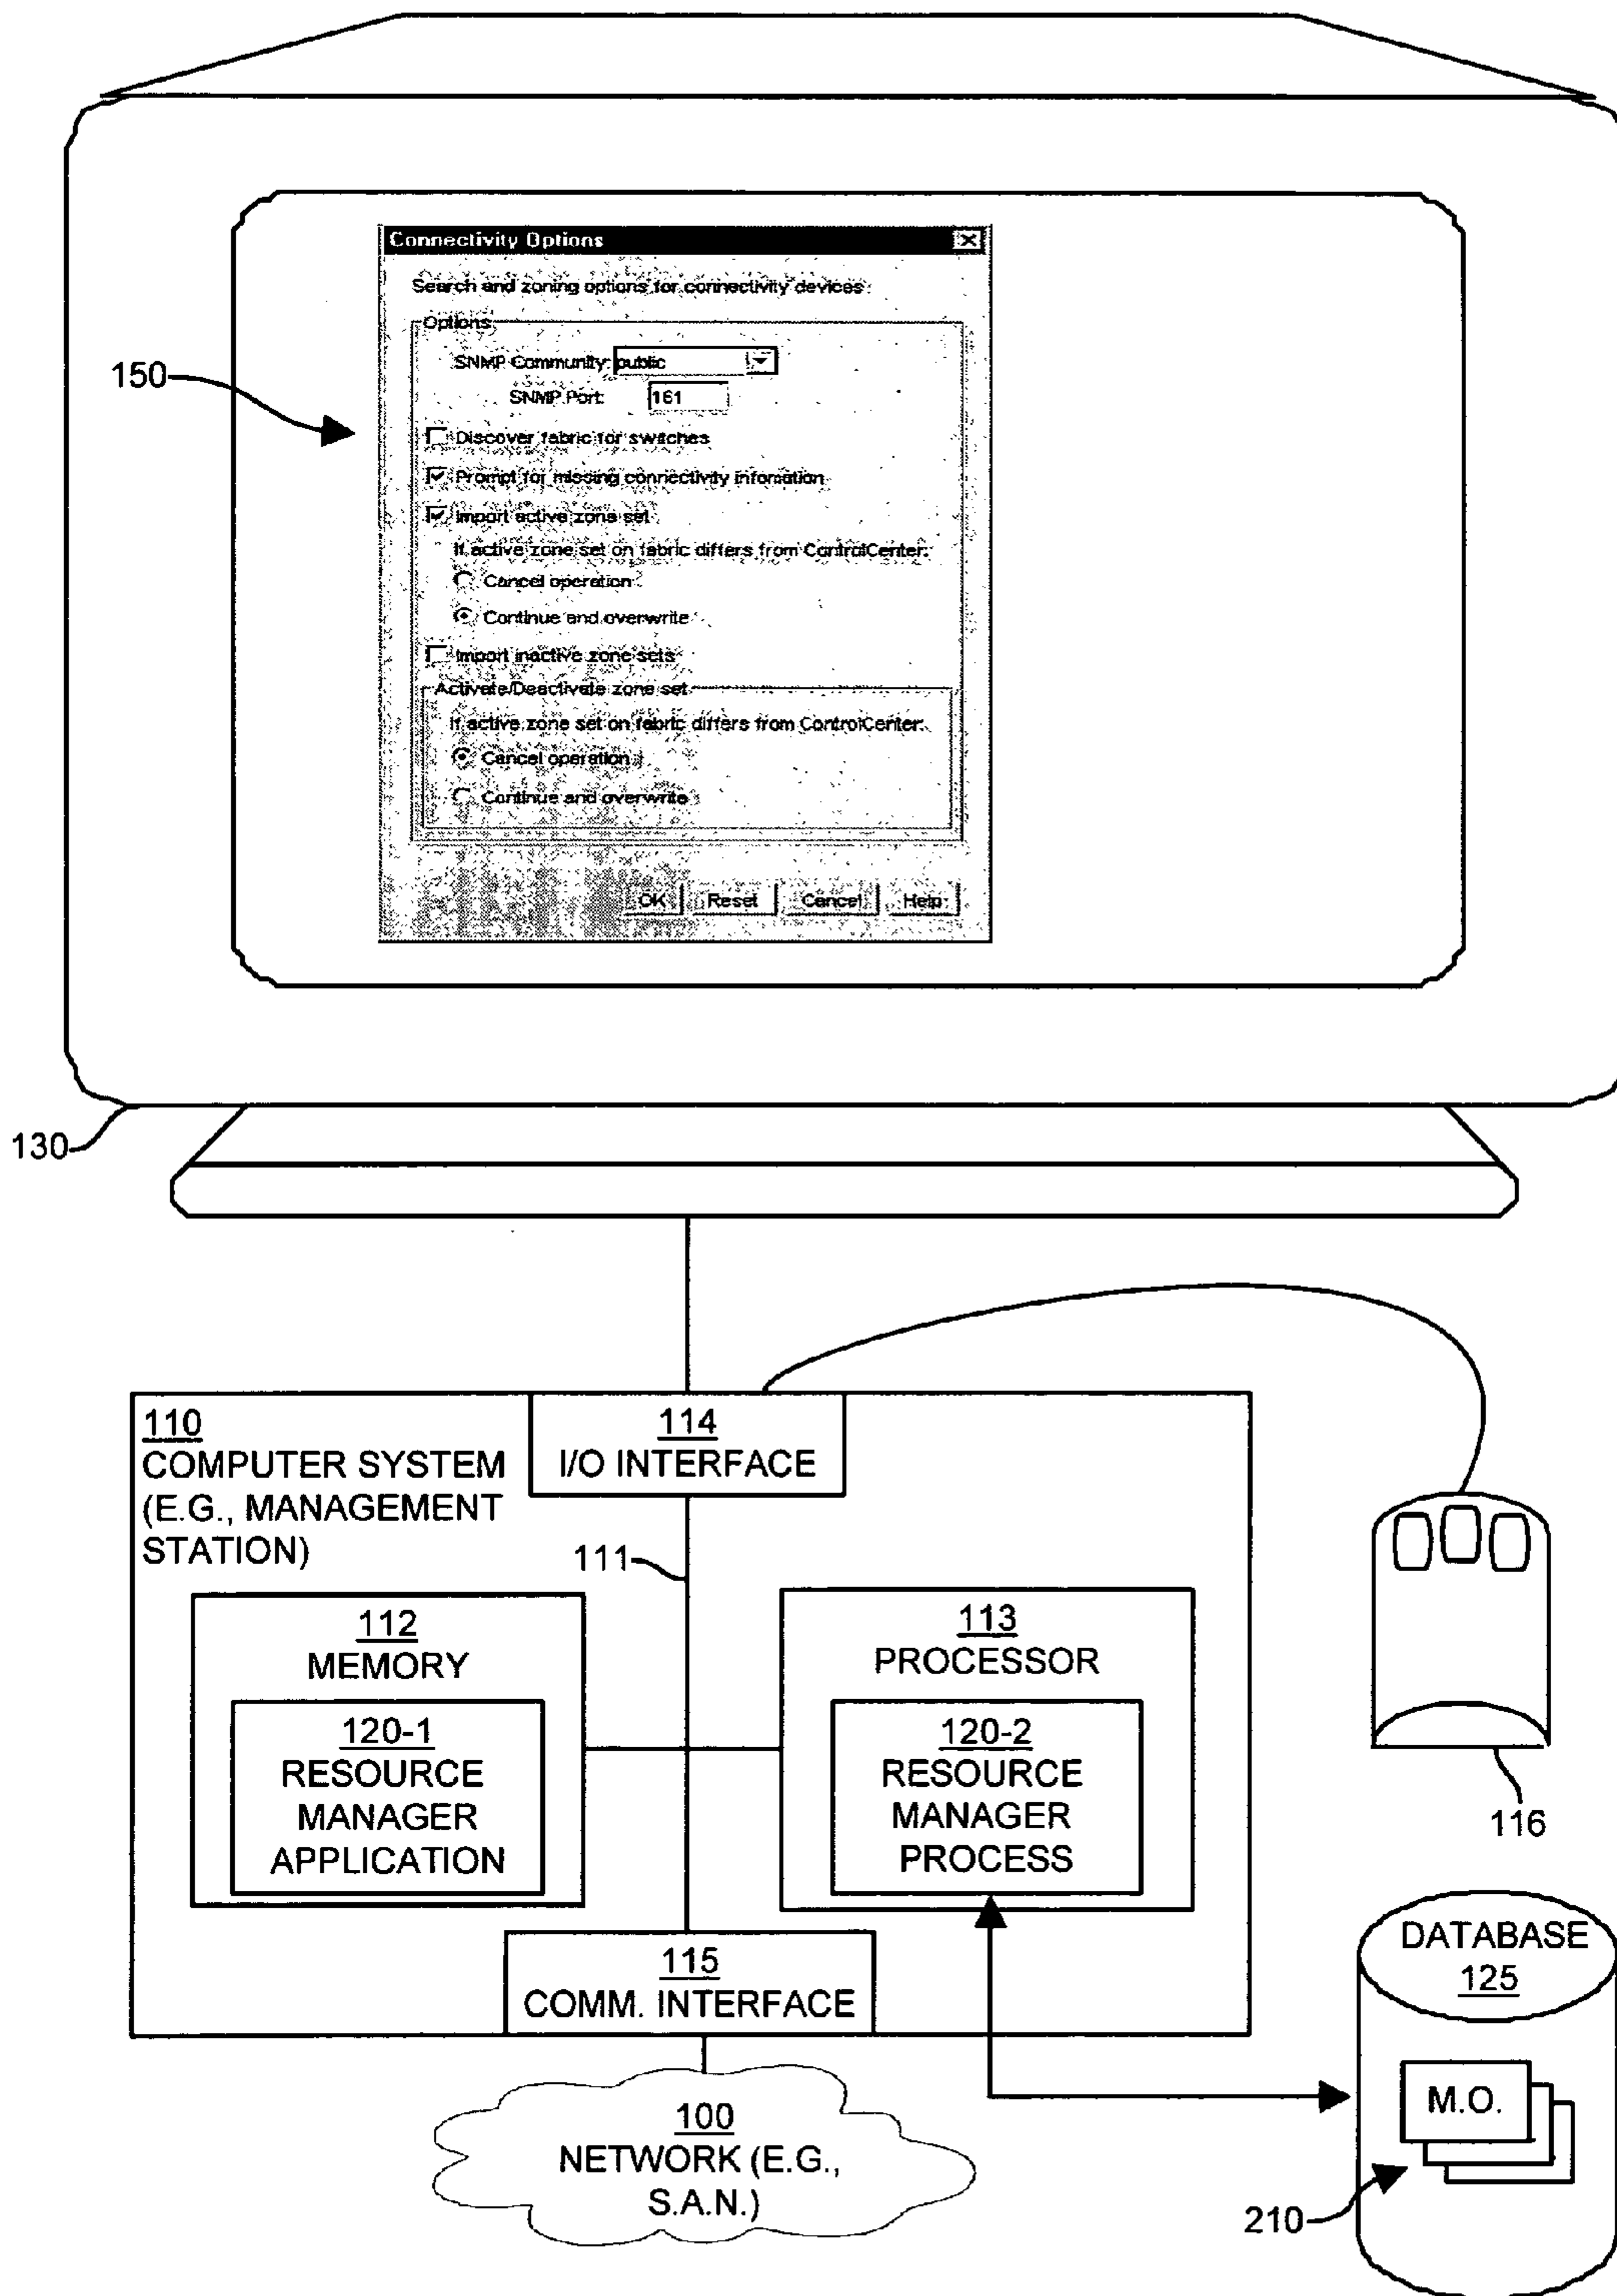 Connectivity Options
Search and zoning options for connectivity devices:
Options
SNMP Community: public
SNMP Port: 161
Discover fabric for switches
Prompt for missing connectivity infomation
Import active zone set
If active zone set on fabric differs from ControlCenter:
Cancel operation
Continue and overwrite
Import inactive zone sets
Activate/Deactivate zone set
If active zone set on fabric differs from ControlCenter:
Cancel operation
Continue and overwrite
OK Reset Cancel Help
150
130
110
COMPUTER SYSTEM
(E.G., MANAGEMENT
STATION)
114
I/O INTERFACE
111
112
MEMORY
120-1
RESOURCE
MANAGER
APPLICATION
113
PROCESSOR
120-2
RESOURCE
MANAGER
PROCESS
116
115
COMM. INTERFACE
DATABASE
125
M.O.
210
100
NETWORK (E.G.,
S.A.N.)